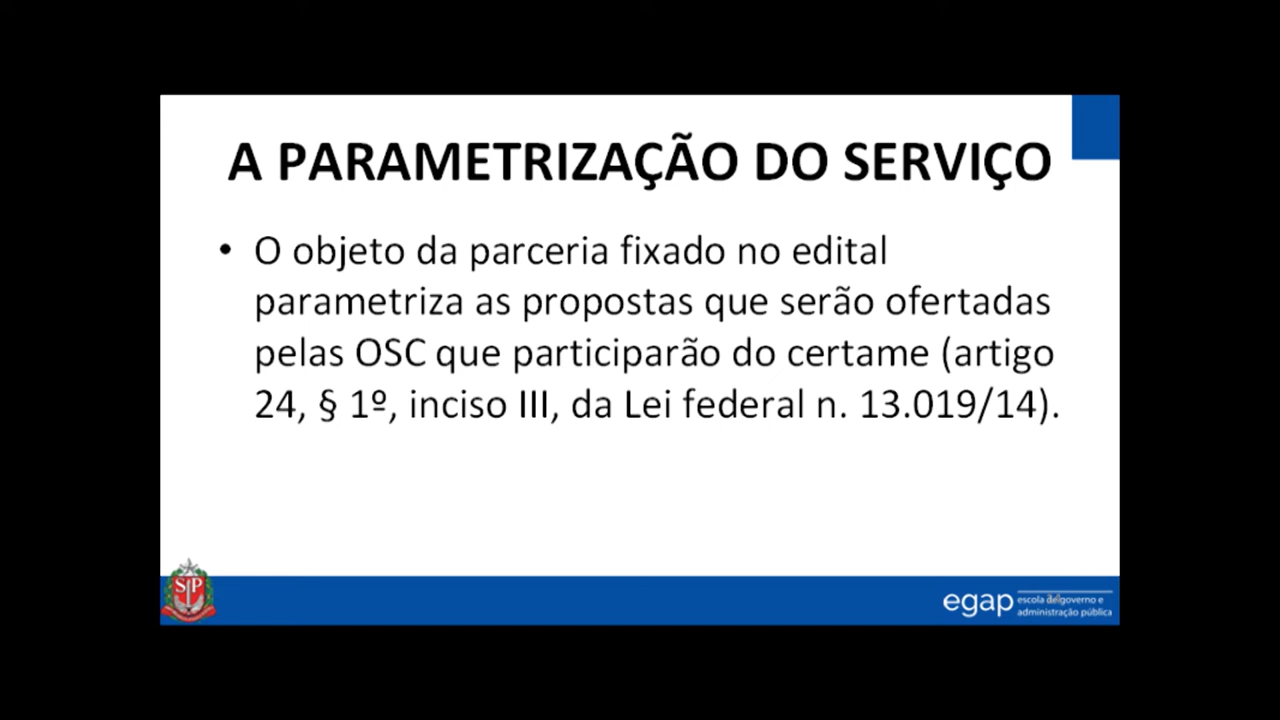 A PARAMETRIZAÇÃO DO SERVIÇO
• O objeto da parceria fixado no edital
parametriza as propostas que serão ofertadas
pelas OSC que participarão do certame (artigo
24, § 1º, inciso III, da Lei federal n. 13.019/14).
SP
egap
escola de governo e
administração pública